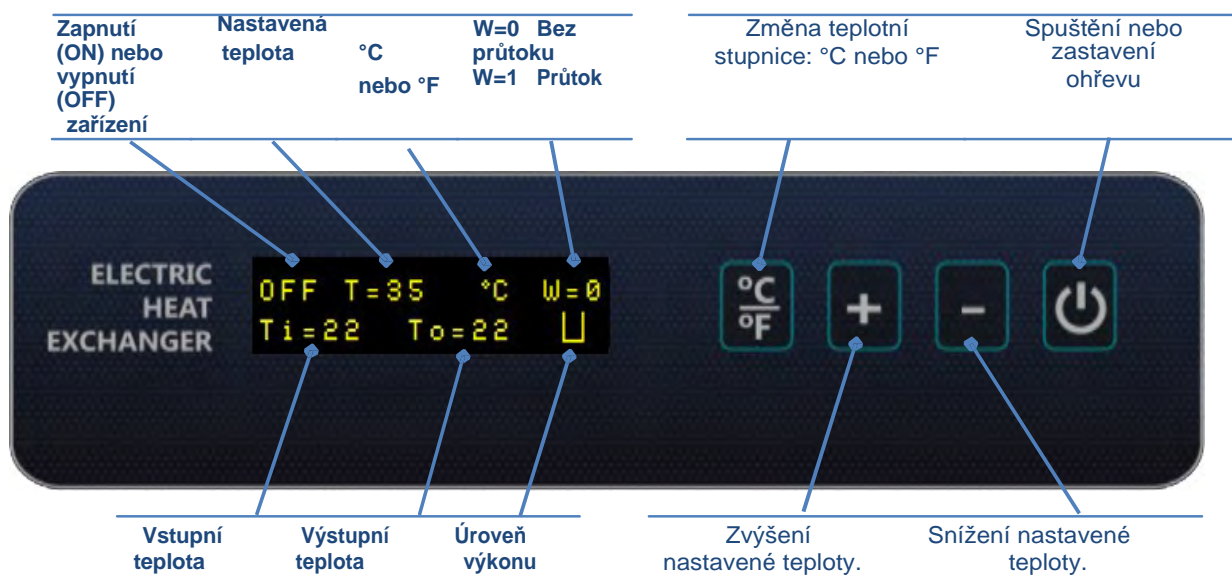 Zapnutí
(ON) nebo
vypnutí
(OFF)
zařízení
Nastavená
teplota
°C
nebo °F
W=0 Bez
průtoku
W=1 Průtok
Změna teplotní
stupnice: °C nebo °F
Spuštění nebo
zastavení
ohřevu
ELECTRIC
HEAT
EXCHANGER
OFF T=35 °C W=0
Ti=22 To=22
°C
°F
+
-
Vstupní
teplota
Výstupní
teplota
Úroveň
výkonu
Zvýšení
nastavené teploty.
Snížení nastavené
teploty.